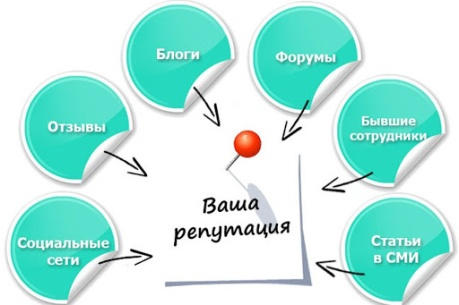 Блоги
Форумы
Отзывы
Бывшие
сотрудники
Ваша
репутация
Социальные
сети
Статьи
в СМИ